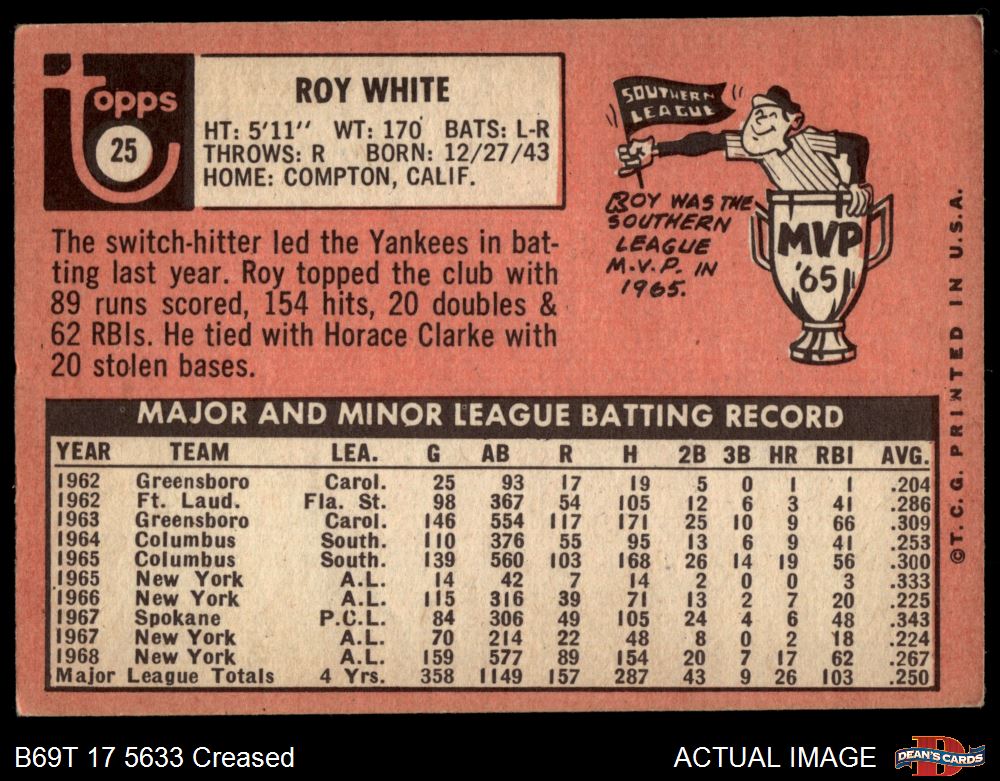 topps
25
ROY WHITE
HT: 5'11" WT: 170 BATS: L-R
THROWS: R BORN: 12/27/43
HOME: COMPTON, CALIF.
SOUTHERN
LEAGUE
ROY WAS THE
SOUTHERN
LEAGUE
M.V.P. IN
1965.
MVP
'65
The switch-hitter led the Yankees in bat-
ting last year. Roy topped the club with
89 runs scored, 154 hits, 20 doubles &
62 RBIs. He tied with Horace Clarke with
20 stolen bases.
©T. C. G. PRINTED IN U.S.A.
MAJOR AND MINOR LEAGUE BATTING RECORD
YEAR TEAM LEA. G AB R H 2B 3B HR RBI AVG.
1962 Greensboro Carol. 25 93 17 19 5 0 1 1 .204
1962 Ft. Laud. Fla. St. 98 367 54 105 12 6 3 41 .286
1963 Greensboro Carol. 146 554 117 171 25 10 9 66 .309
1964 Columbus South. 110 376 55 95 13 6 9 41 .253
1965 Columbus South. 139 560 103 168 26 14 19 56 .300
1965 New York A.L. 14 42 7 14 2 0 0 3 .333
1966 New York A.L. 115 316 39 71 13 2 7 20 .225
1967 Spokane P.C.L. 84 306 49 105 24 4 6 48 .343
1967 New York A.L. 70 214 22 48 8 0 2 18 .224
1968 New York A.L. 159 577 89 154 20 7 17 62 .267
Major League Totals 4 Yrs. 358 1149 157 287 43 9 26 103 .250
B69T 17 5633 Creased
ACTUAL IMAGE
D
DEAN'S CARDS